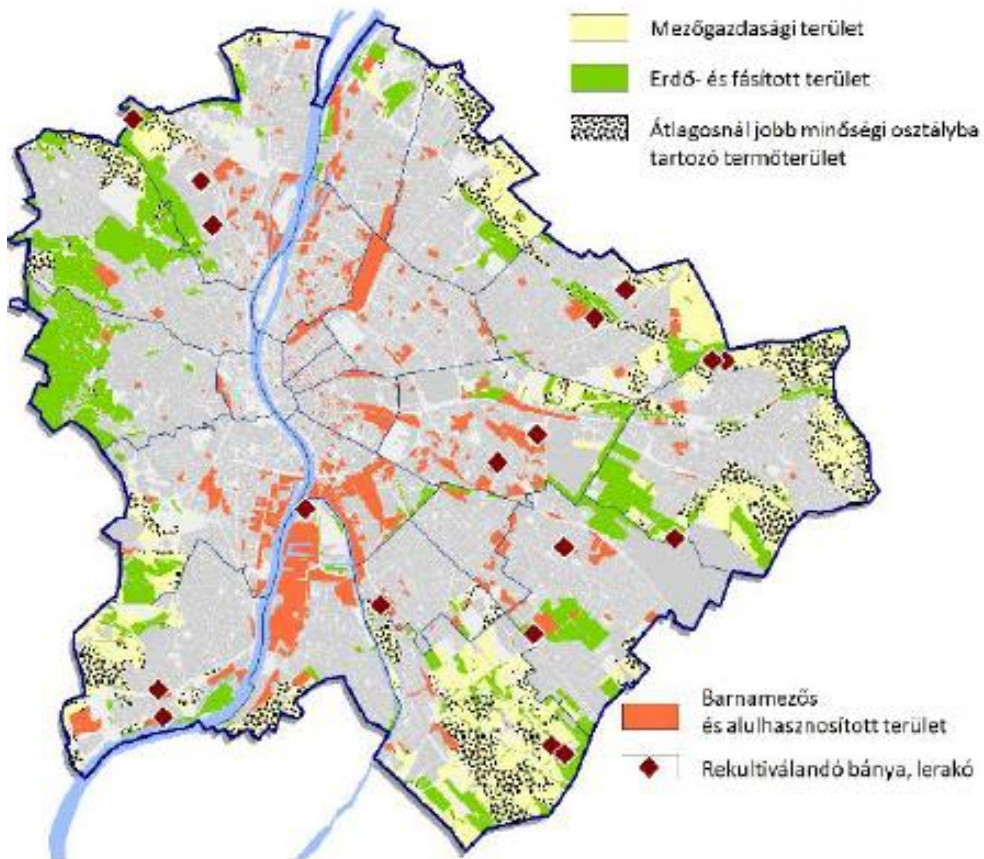 Mezőgazdasági terület
Erdő- és fásított terület
Átlagosnál jobb minőségi osztályba
tartozó termőterület
Barnamezős
és alulhasznosított terület
Rekultiválandó bánya, lerakó